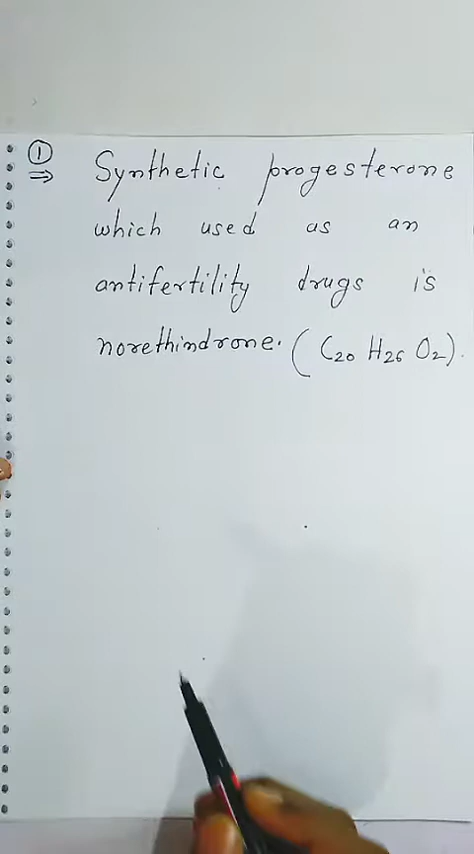 ① Synthetic progesterone
⇒ which used as an
antifertility drugs is
norethindrone. (C₂₀ H₂₆ O₂).